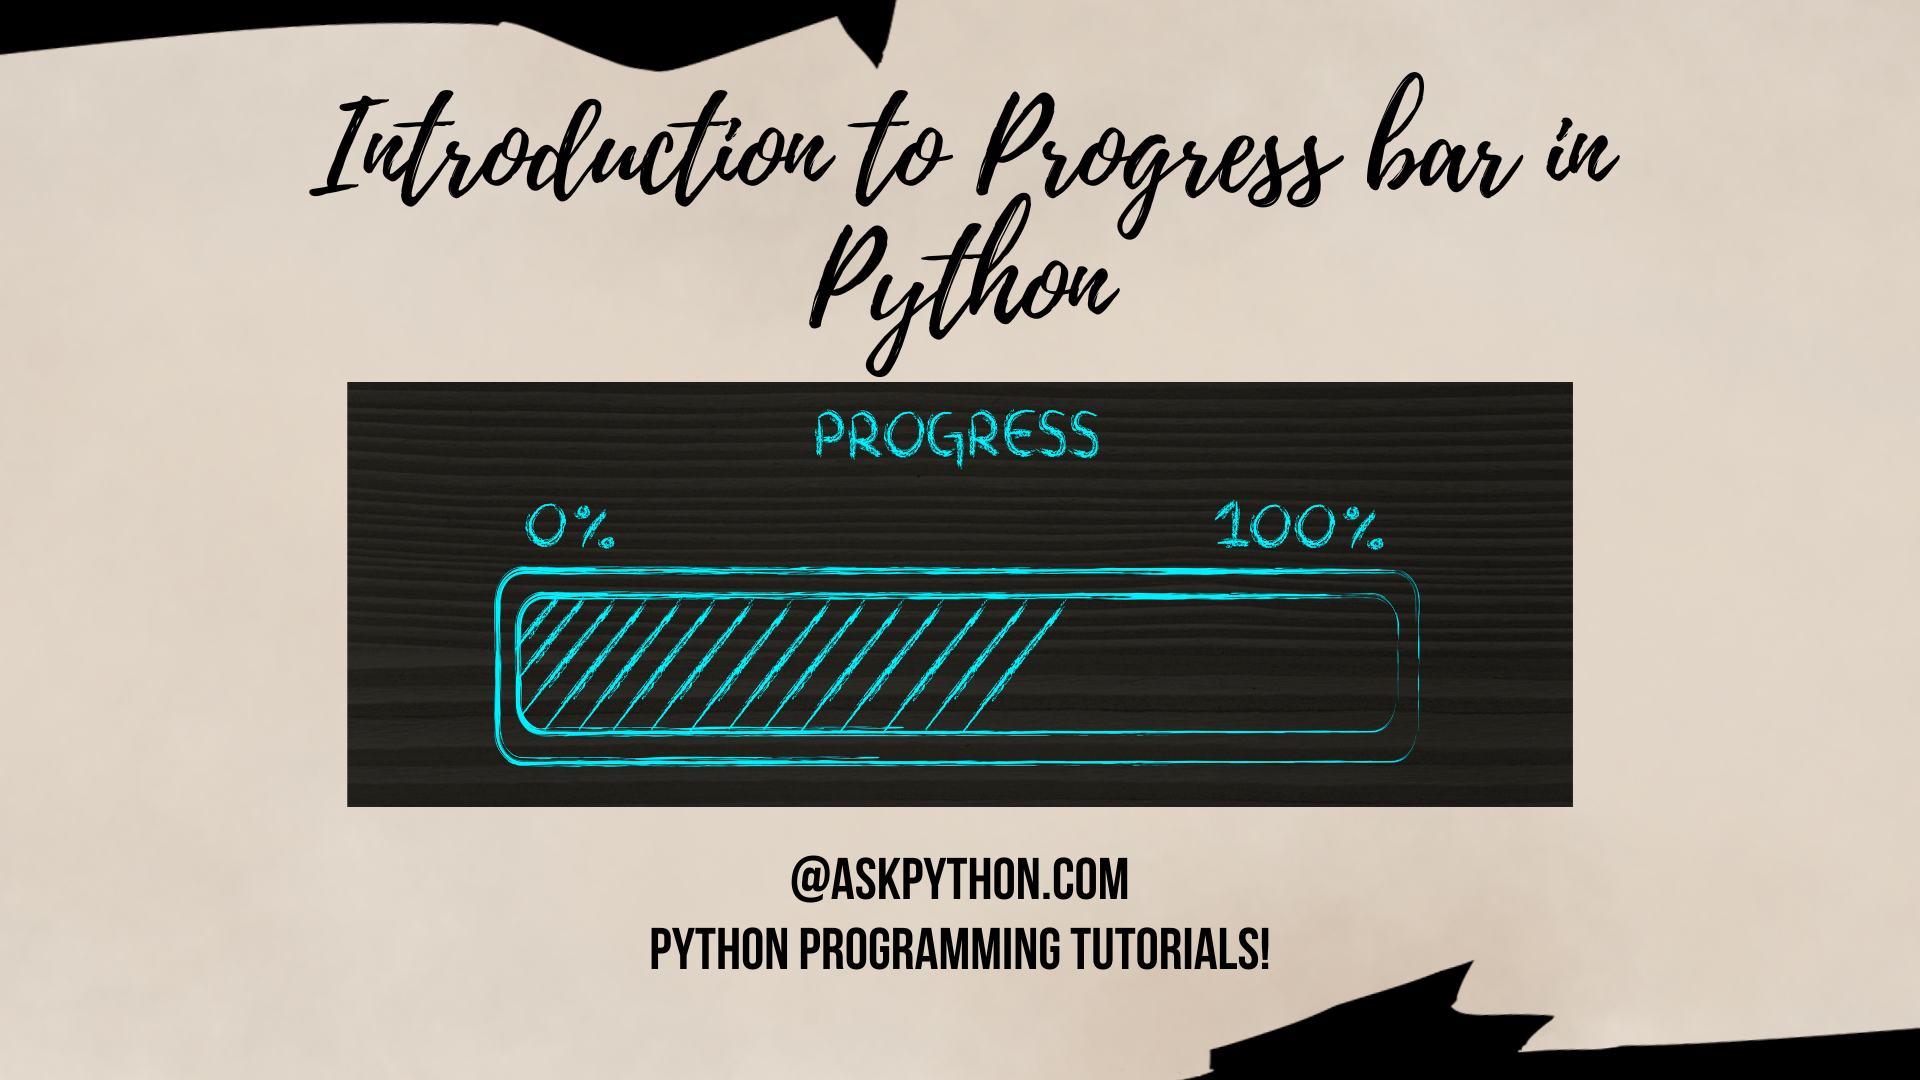 Introduction to Progress bar in
Python
PROGRESS
0% 100%
@ASKPYTHON.COM
PYTHON PROGRAMMING TUTORIALS!